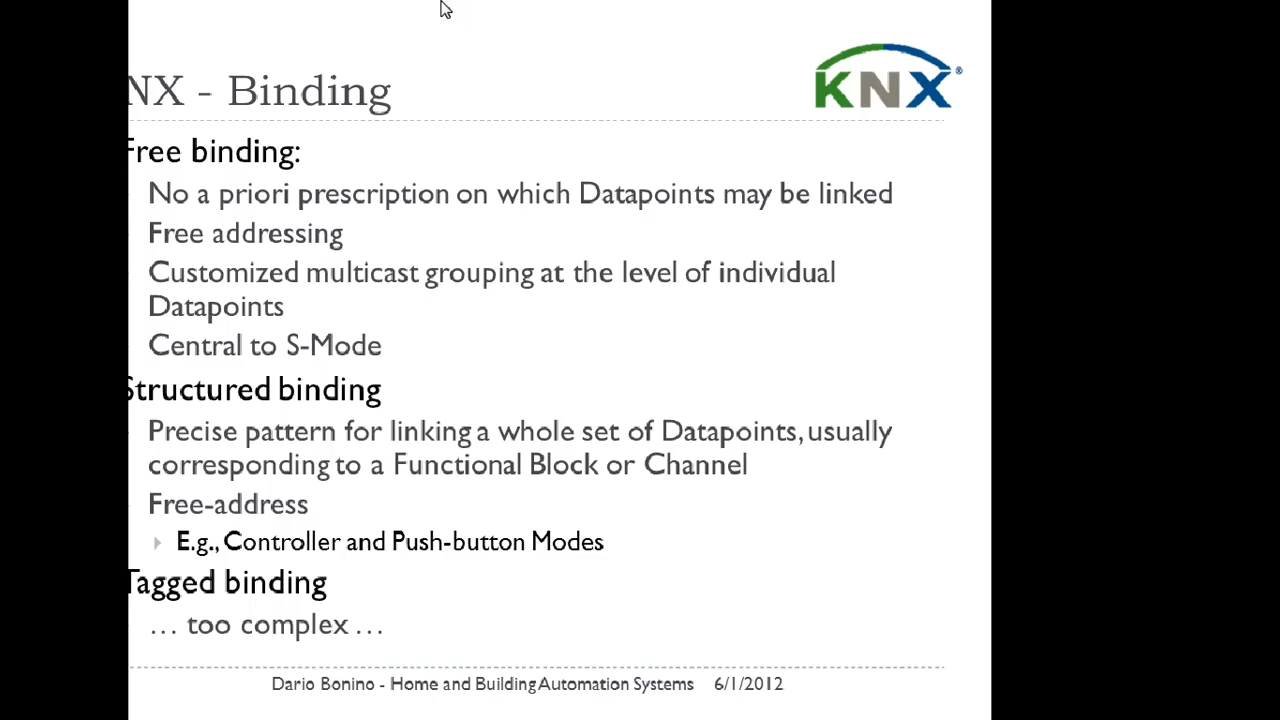 NX - Binding
KNX®
Free binding:
No a priori prescription on which Datapoints may be linked
Free addressing
Customized multicast grouping at the level of individual
Datapoints
Central to S-Mode
Structured binding
Precise pattern for linking a whole set of Datapoints, usually
corresponding to a Functional Block or Channel
Free-address
E.g., Controller and Push-button Modes
Tagged binding
... too complex ...
Dario Bonino - Home and Building Automation Systems 6/1/2012